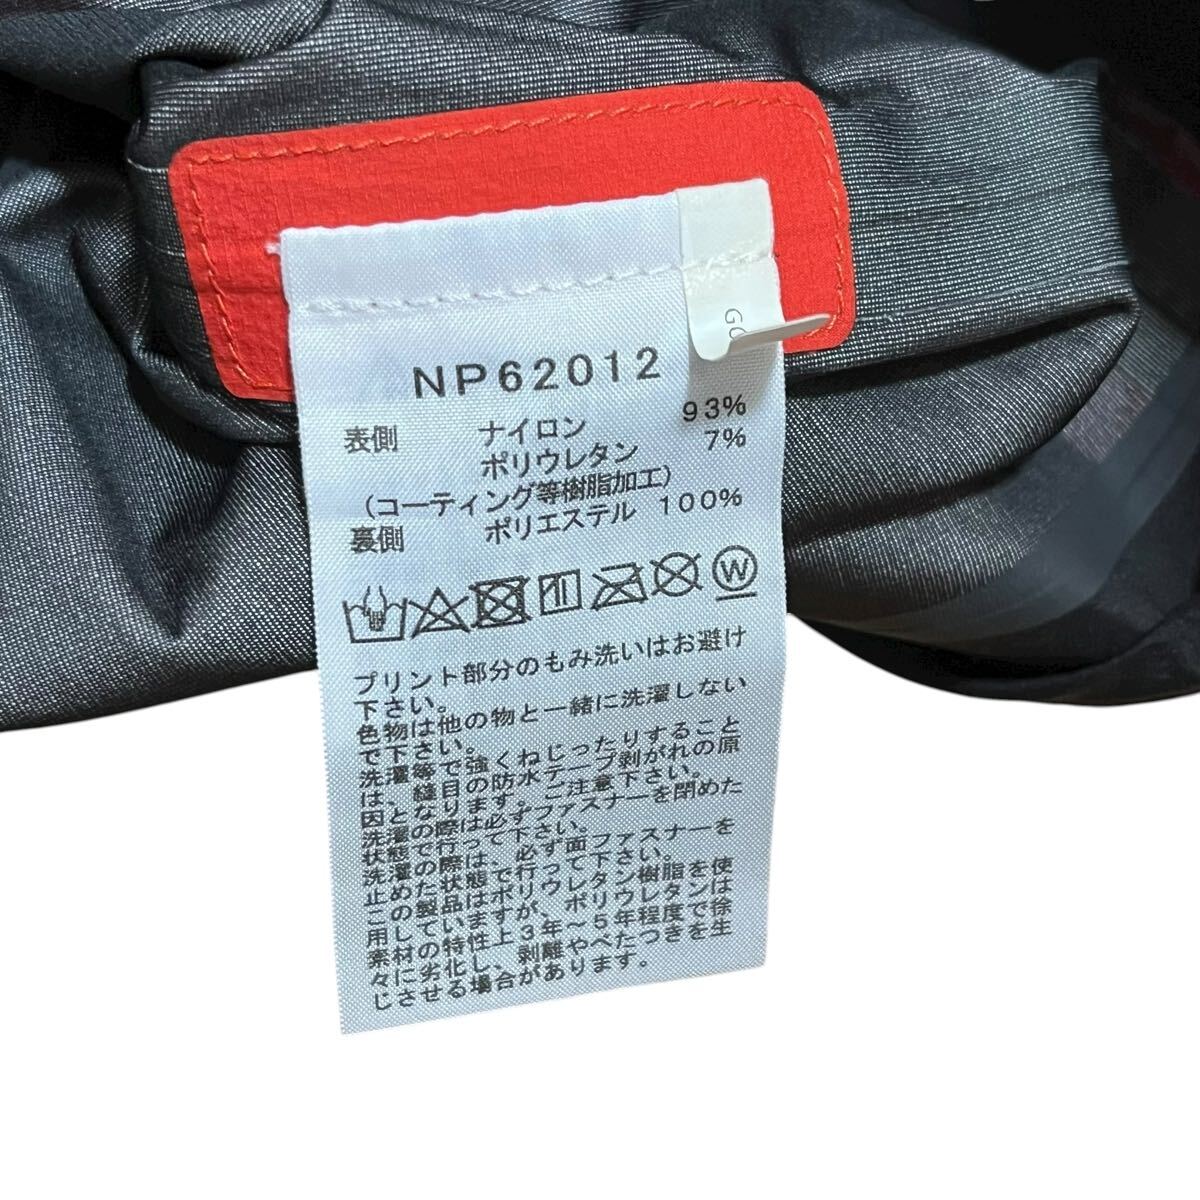 GO
NP62012
表側 ナイロン 93%
ポリウレタン 7%
(コーティング等樹脂加工)
裏側 ポリエステル 100%
W
プリント部分のもみ洗いはお避け
下さい。
色物は他の物と一緒に洗濯しない
で下さい。
洗濯等で強くねじったりすること
は、縫目の防水テープ剥がれの原
因となります。ご注意下さい。
洗濯の際は必ずファスナーを閉めた
状態で行って下さい。
洗濯の際は、必ず面ファスナーを
止めた状態で行って下さい。
この製品はポリウレタン樹脂を使
用していますが、ポリウレタンは
素材の特性上3年~5年程度で徐
々に劣化し、剥離やべたつきを生
じさせる場合があります。